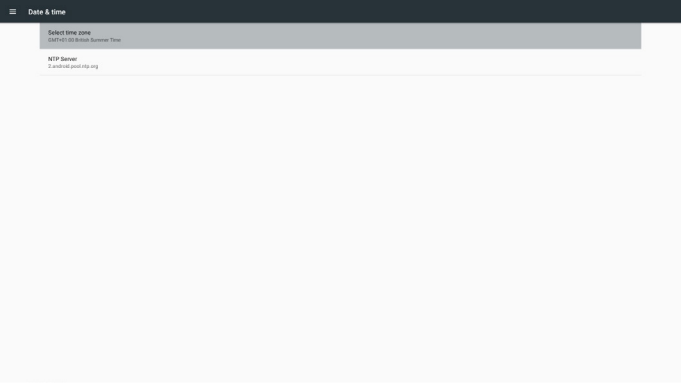 Date & time
Select time zone
GMT+01:00 British Summer Time
NTP Server
2.android.pool.ntp.org